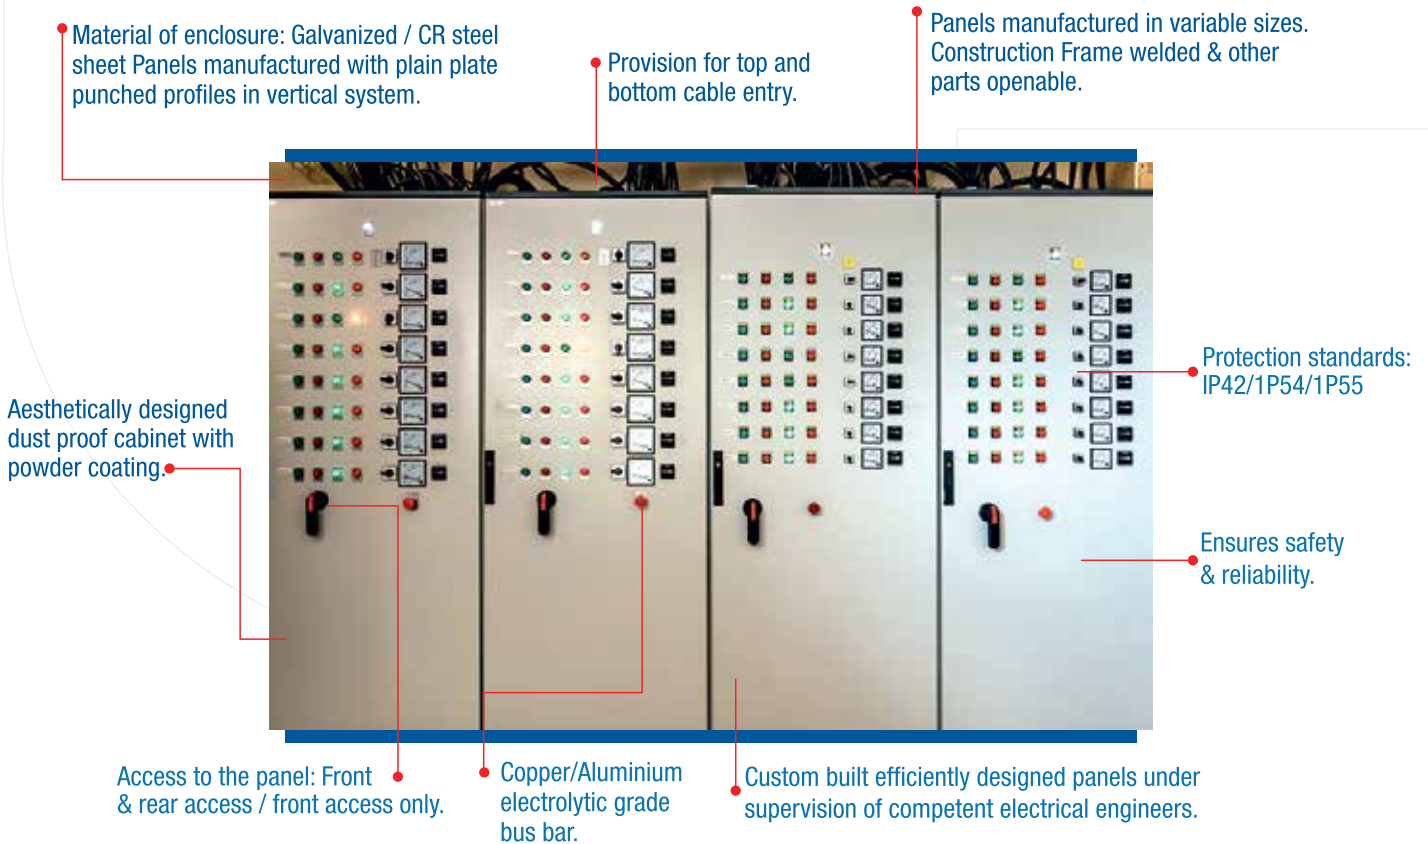 Material of enclosure: Galvanized / CR steel
sheet Panels manufactured with plain plate
punched profiles in vertical system.
Provision for top and
bottom cable entry.
Panels manufactured in variable sizes.
Construction Frame welded & other
parts openable.
Protection standards:
IP42/1P54/1P55
Aesthetically designed
dust proof cabinet with
powder coating.
Ensures safety
& reliability.
Access to the panel: Front
& rear access / front access only.
Copper/Aluminium
electrolytic grade
bus bar.
Custom built efficiently designed panels under
supervision of competent electrical engineers.